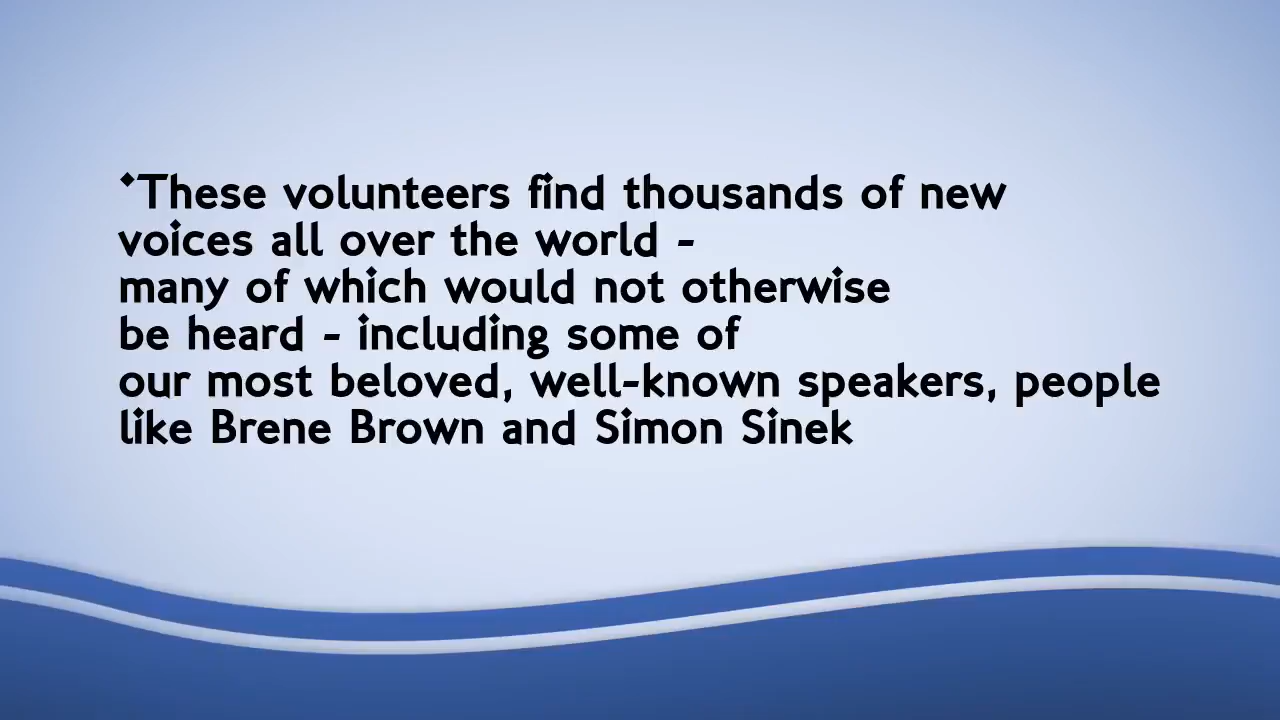 ◆These volunteers find thousands of new
voices all over the world -
many of which would not otherwise
be heard - including some of
our most beloved, well-known speakers, people
like Brene Brown and Simon Sinek